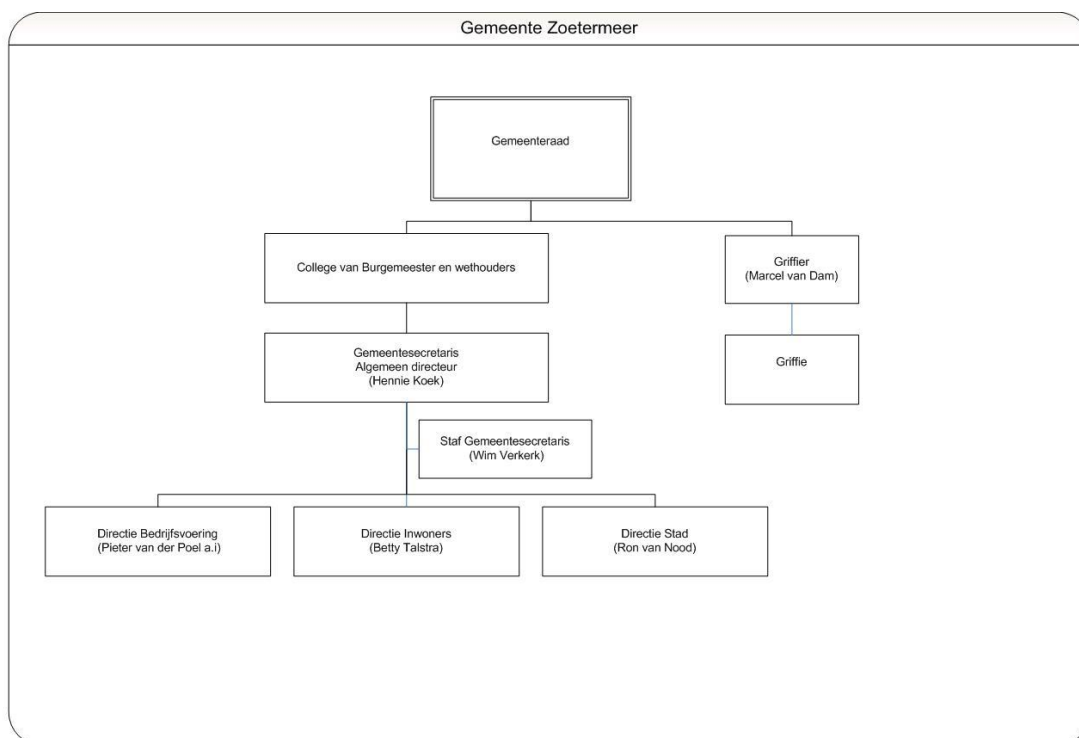 Gemeente Zoetermeer
Gemeenteraad
College van Burgemeester en wethouders
Griffier
(Marcel van Dam)
Gemeentesecretaris
Algemeen directeur
(Hennie Koek)
Griffie
Staf Gemeentesecretaris
(Wim Verkerk)
Directie Bedrijfsvoering
(Pieter van der Poel a.i)
Directie Inwoners
(Betty Talstra)
Directie Stad
(Ron van Nood)